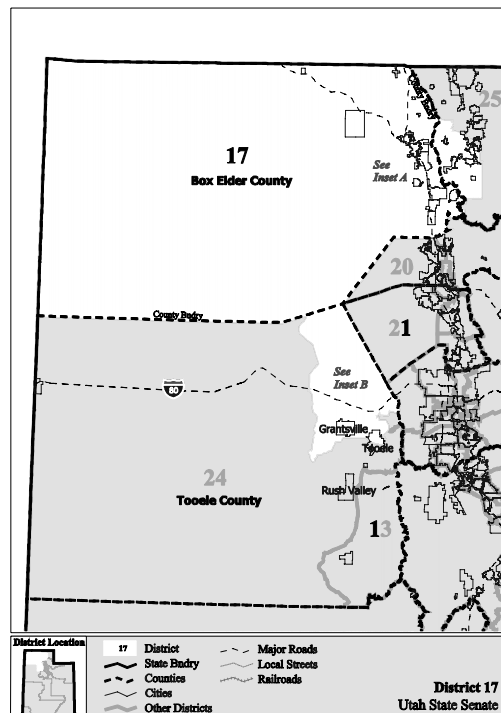 25
17
Box Elder County
See
Inset A
20
County Bndry
21
See
Inset B
80
Grantsville
Tooele
24
Tooele County
Rush Valley
13
District Location
17 District
State Bndry
Counties
Cities
Other Districts
Major Roads
Local Streets
Railroads
District 17
Utah State Senate